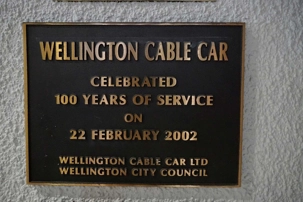 WELLINGTON CABLE CAR
CELEBRATED
100 YEARS OF SERVICE
ON
22 FEBRUARY 2002
WELLINGTON CABLE CAR LTD
WELLINGTON CITY COUNCIL